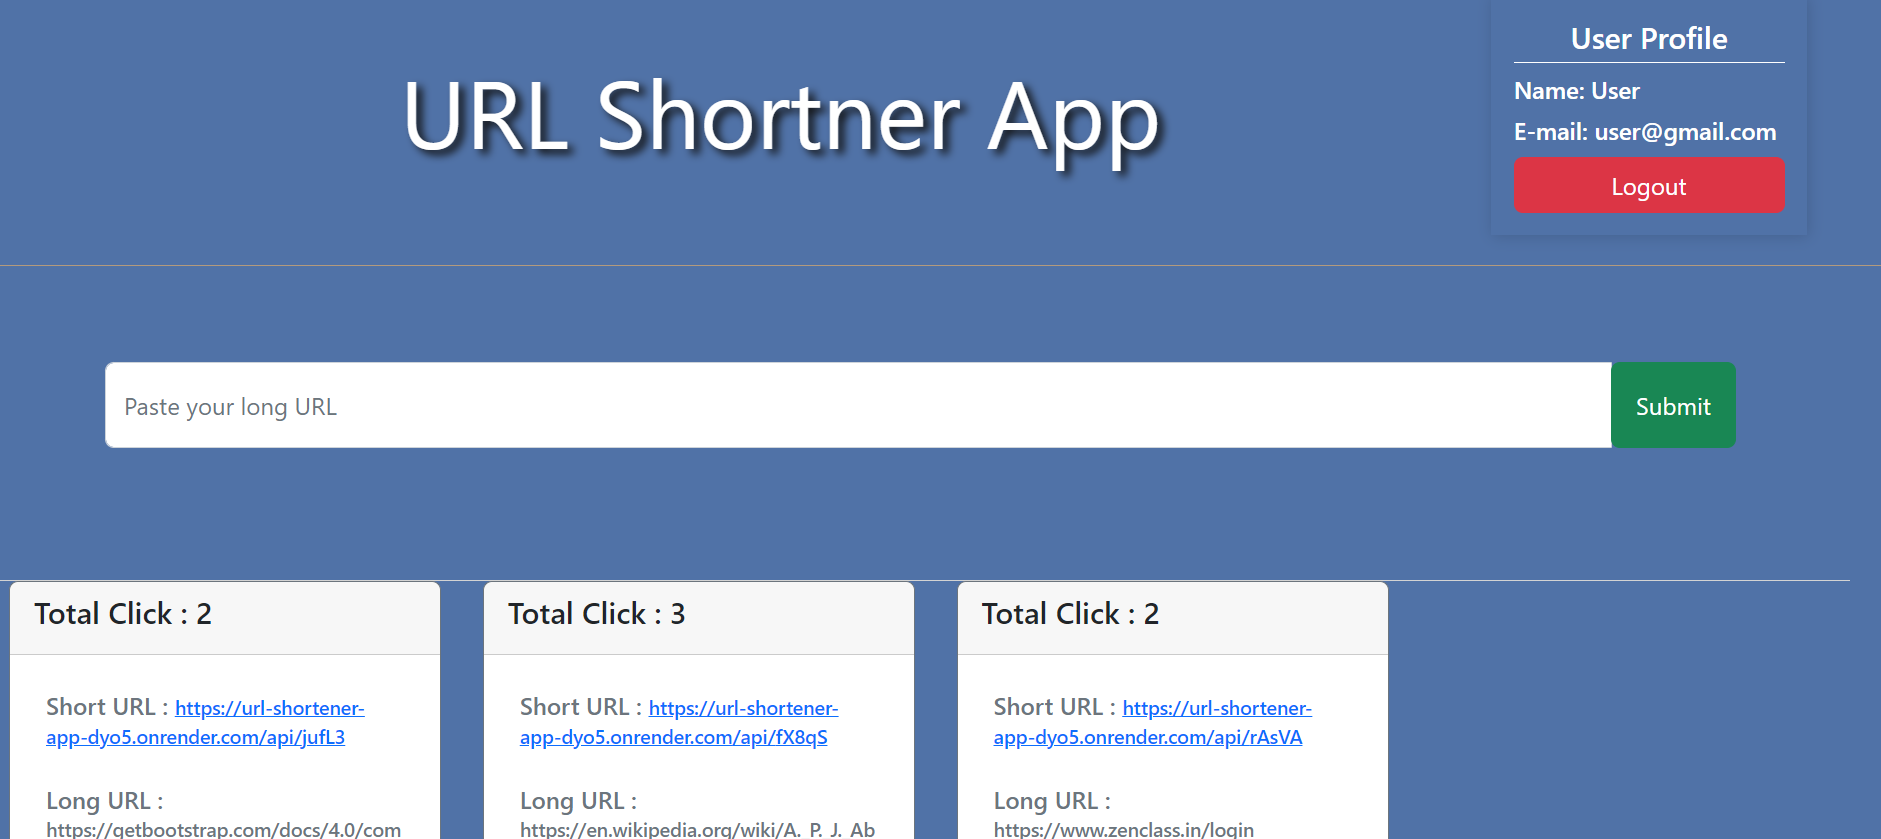 URL Shortner App
User Profile
Name: User
E-mail: user@gmail.com
Logout
Paste your long URL
Submit
Total Click : 2
Short URL : https://url-shortener-
app-dyo5.onrender.com/api/jufL3
Long URL :
https://getbootstrap.com/docs/4.0/com
Total Click : 3
Short URL : https://url-shortener-
app-dyo5.onrender.com/api/fX8qS
Long URL :
https://en.wikipedia.org/wiki/A._P._J._Ab
Total Click : 2
Short URL : https://url-shortener-
app-dyo5.onrender.com/api/rAsVA
Long URL :
https://www.zenclass.in/login